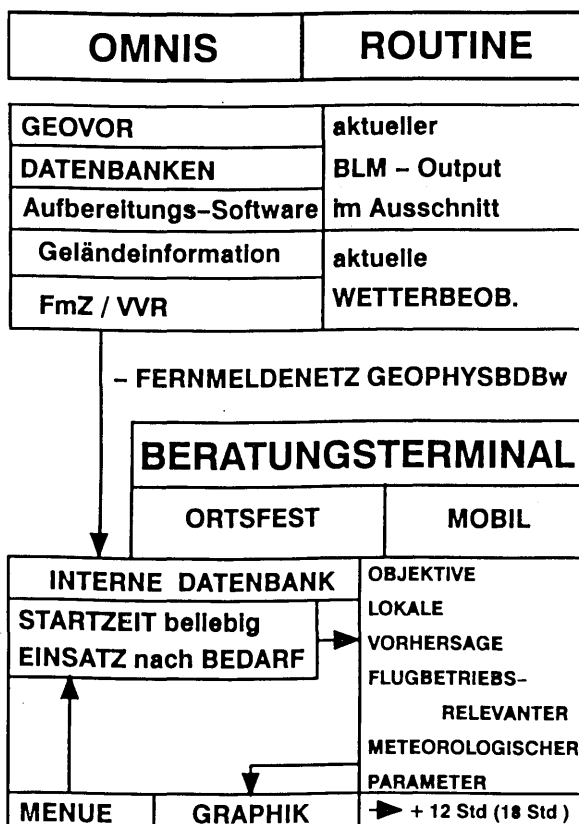 OMNIS
ROUTINE
GEOVOR
DATENBANKEN
Aufbereitungs-Software
Geländeinformation
FmZ / VVR
aktueller
BLM - Output
im Ausschnitt
aktuelle
WETTERBEOB.
- FERNMELDENETZ GEOPHYSBDBw
BERATUNGSTERMINAL
ORTSFEST
MOBIL
INTERNE DATENBANK
STARTZEIT beliebig
EINSATZ nach BEDARF
OBJEKTIVE
LOKALE
VORHERSAGE
FLUGBETRIEBS-
RELEVANTER
METEOROLOGISCHER
PARAMETER
MENUE
GRAPHIK
+ 12 Std (18 Std )